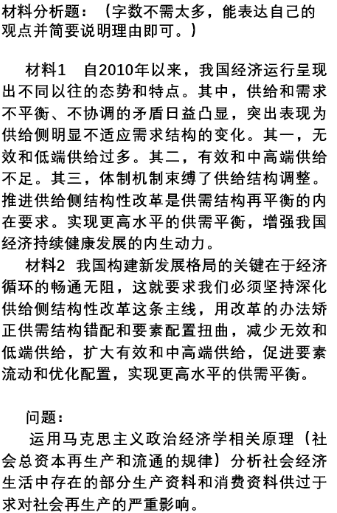 材料分析题：（字数不需太多，能表达自己的
观点并简要说明理由即可。）
材料1 自2010年以来，我国经济运行呈现
出不同以往的态势和特点。其中，供给和需求
不平衡、不协调的矛盾日益凸显，突出表现为
供给侧明显不适应需求结构的变化。其一，无
效和低端供给过多。其二，有效和中高端供给
不足。其三，体制机制束缚了供给结构调整。
推进供给侧结构性改革是供需结构再平衡的内
在要求。实现更高水平的供需平衡，增强我国
经济持续健康发展的内生动力。
材料2 我国构建新发展格局的关键在于经济
循环的畅通无阻，这就要求我们必须坚持深化
供给侧结构性改革这条主线，用改革的办法矫
正供需结构错配和要素配置扭曲，减少无效和
低端供给，扩大有效和中高端供给，促进要素
流动和优化配置，实现更高水平的供需平衡。
问题：
运用马克思主义政治经济学相关原理（社
会总资本再生产和流通的规律）分析社会经济
生活中存在的部分生产资料和消费资料供过于
求对社会再生产的严重影响。